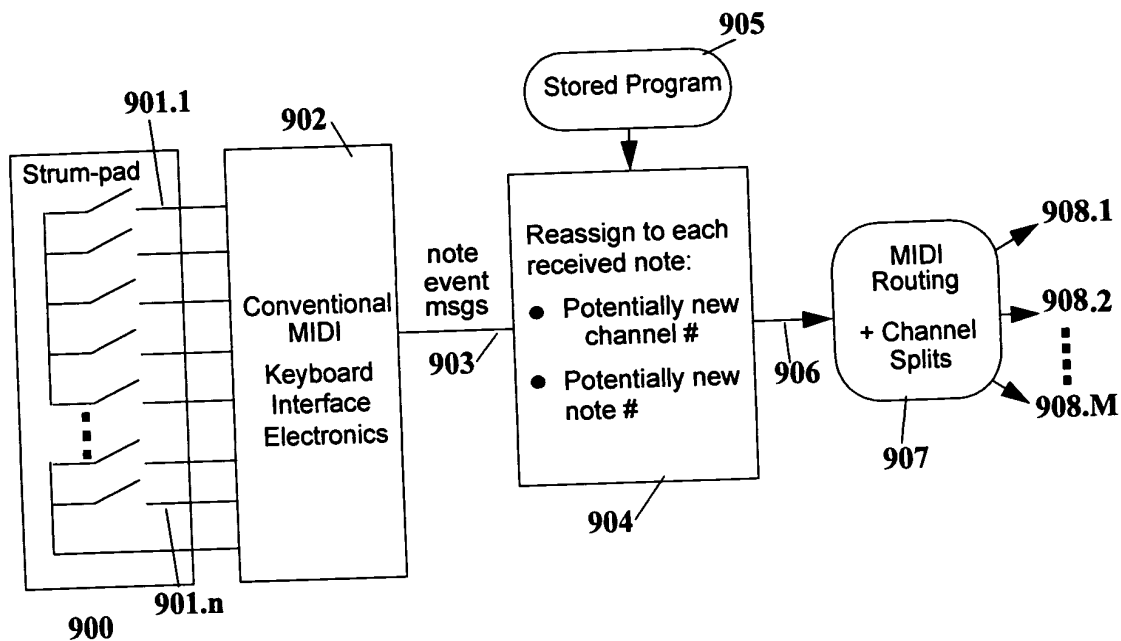 905
Stored Program
901.1
902
Strum-pad
Conventional
MIDI
Keyboard
Interface
Electronics
note
event
msgs
903
Reassign to each
received note:
● Potentially new
channel #
● Potentially new
note #
904
906
MIDI
Routing
+ Channel
Splits
907
908.1
908.2
908.M
901.n
900